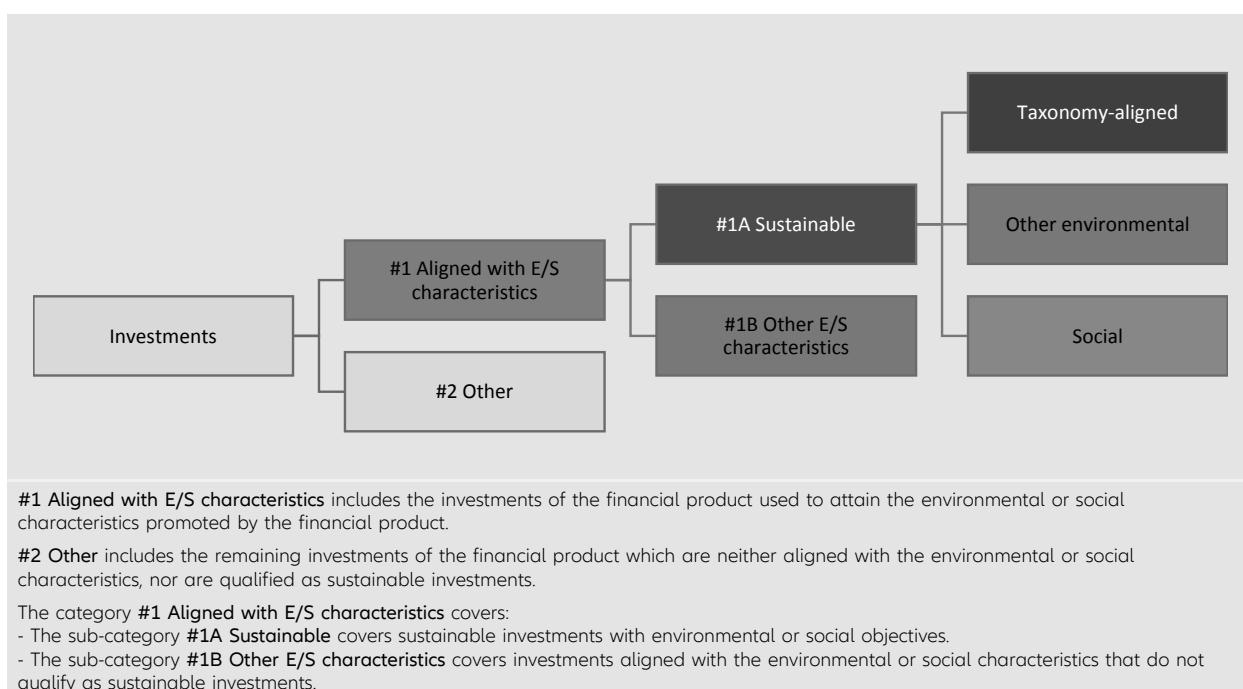 Taxonomy-aligned
#1A Sustainable
Other environmental
#1 Aligned with E/S
characteristics
#1B Other E/S
characteristics
Investments
Social
#2 Other
#1 Aligned with E/S characteristics includes the investments of the financial product used to attain the environmental or social
characteristics promoted by the financial product.
#2 Other includes the remaining investments of the financial product which are neither aligned with the environmental or social
characteristics, nor are qualified as sustainable investments.
The category #1 Aligned with E/S characteristics covers:
- The sub-category #1A Sustainable covers sustainable investments with environmental or social objectives.
- The sub-category #1B Other E/S characteristics covers investments aligned with the environmental or social characteristics that do not
qualify as sustainable investments.